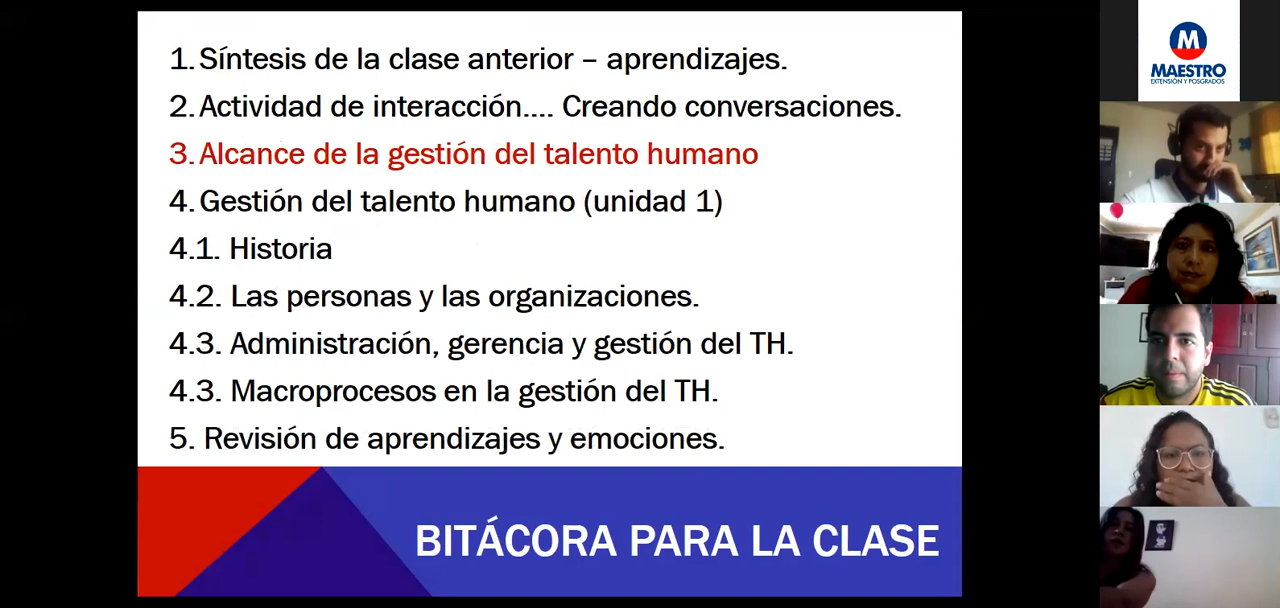 1. Síntesis de la clase anterior – aprendizajes.
2. Actividad de interacción.... Creando conversaciones.
3. Alcance de la gestión del talento humano
4. Gestión del talento humano (unidad 1)
4.1. Historia
4.2. Las personas y las organizaciones.
4.3. Administración, gerencia y gestión del TH.
4.3. Macroprocesos en la gestión del TH.
5. Revisión de aprendizajes y emociones.
BITÁCORA PARA LA CLASE
M
MAESTRO
EXTENSIÓN Y POSGRADOS